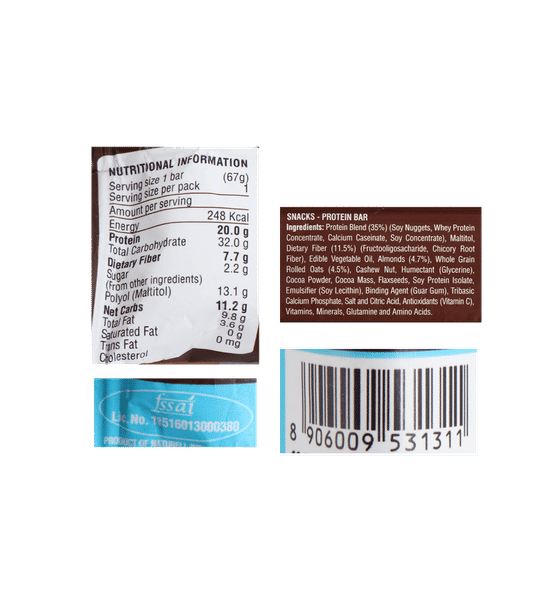 NUTRITIONAL INFORMATION
Serving size 1 bar (67g)
Serving size per pack 1
Amount per serving
Energy 248 Kcal
Protein 20.0 g
Total Carbohydrate 32.0 g
Dietary Fiber 7.7 g
Sugar 2.2 g
(From other ingredients)
Polyol (Maltitol) 13.1 g
Net Carbs 11.2 g
Total Fat 9.8 g
Saturated Fat 3.6 g
Trans Fat 0 g
Cholesterol 0 mg
SNACKS - PROTEIN BAR
Ingredients: Protein Blend (35%) (Soy Nuggets, Whey Protein
Concentrate, Calcium Caseinate, Soy Concentrate), Maltitol,
Dietary Fiber (11.5%) (Fructooligosaccharide, Chicory Root
Fiber), Edible Vegetable Oil, Almonds (4.7%), Whole Grain
Rolled Oats (4.5%), Cashew Nut, Humectant (Glycerine),
Cocoa Powder, Cocoa Mass, Flaxseeds, Soy Protein Isolate,
Emulsifier (Soy Lecithin), Binding Agent (Guar Gum), Tribasic
Calcium Phosphate, Salt and Citric Acid, Antioxidants (Vitamin C),
Vitamins, Minerals, Glutamine and Amino Acids.
fssai
Lic. No. 11516013000380
PRODUCT OF
8 906009 531311